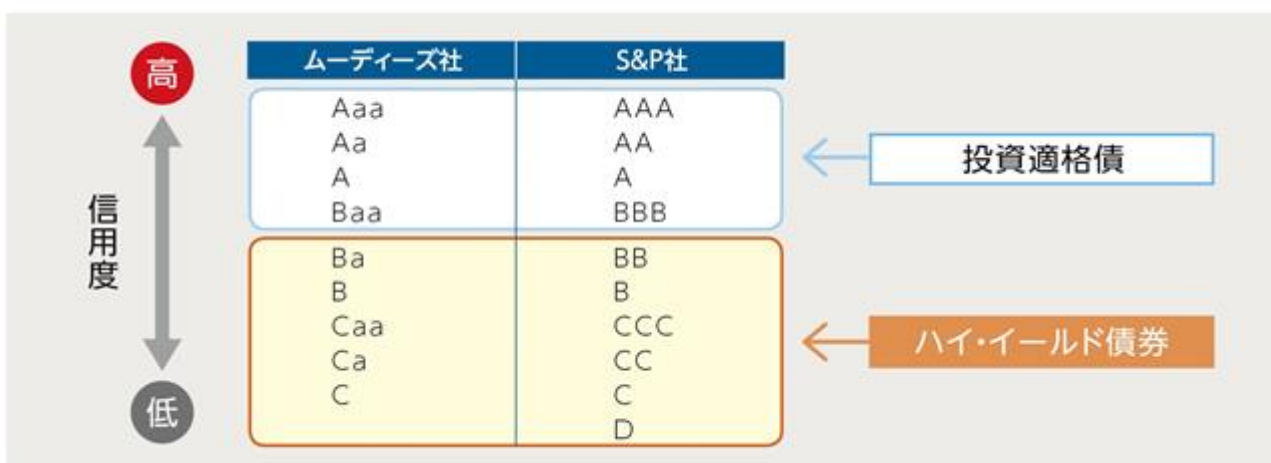 高
信用度
低
ムーディーズ社 S&P社
Aaa AAA
Aa AA
A A
Baa BBB
投資適格債
Ba BB
B B
Caa CCC
Ca CC
C C
D
ハイ・イールド債券